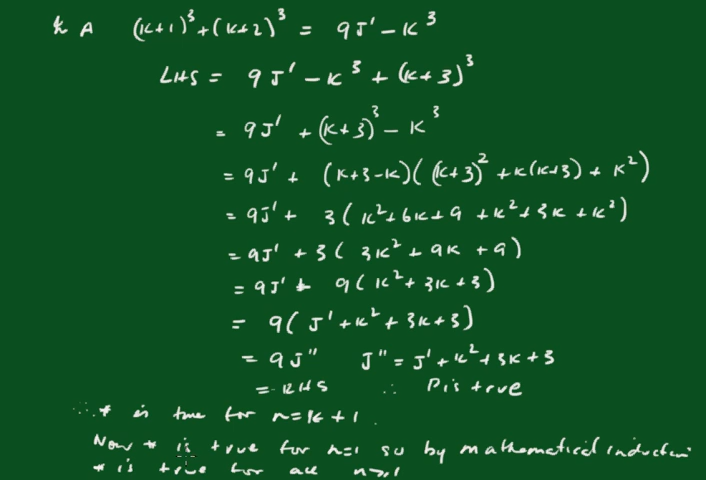 A (k+1)³ + (k+2)³ = 9J' - k³
LHS = 9J' - k³ + (k+3)³
= 9J' + (k+3)³ - k³
= 9J' + (k+3-k)((k+3)² + k(k+3) + k²)
= 9J' + 3(k²+6k+9 + k²+3k + k²)
= 9J' + 3(3k² + 9k + 9)
= 9J' + 9(k² + 3k + 3)
= 9(J' + k² + 3k + 3)
= 9J'' J'' = J' + k² + 3k + 3
= RHS ∴ P is true
∴ * is true for n = k + 1.
Now * is true for n=1 so by mathematical induction
* is true for all n≥1